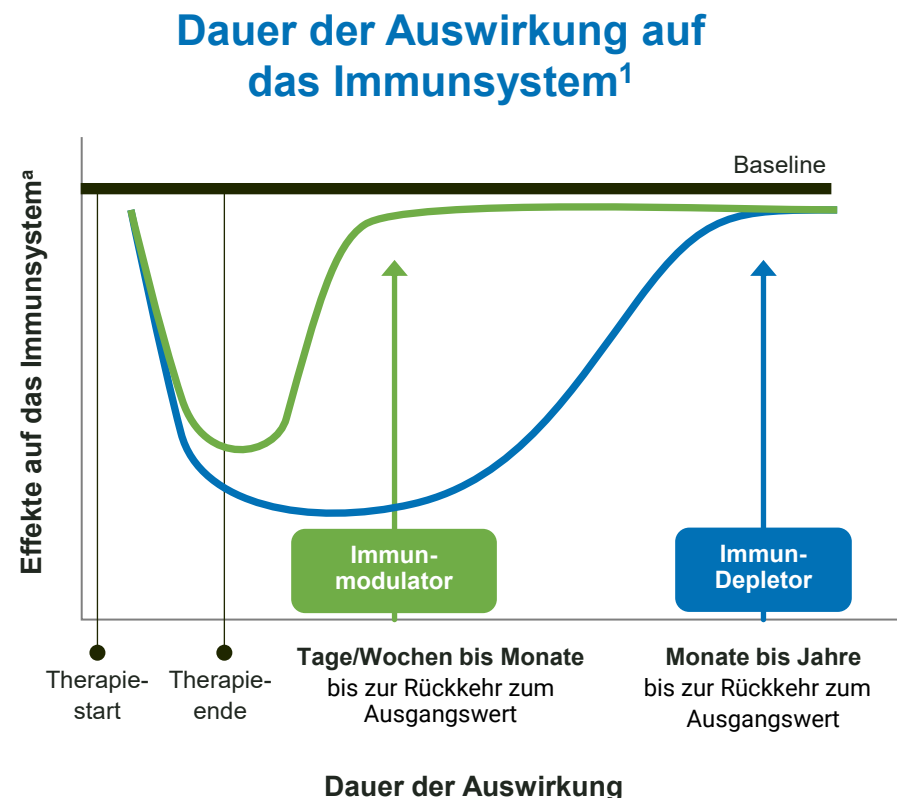 Dauer der Auswirkung auf
das Immunsystem¹
Baseline
Effekte auf das Immunsystemᵃ
Immun-
modulator
Immun-
Depletor
Therapie-
start
Therapie-
ende
Tage/Wochen bis Monate
bis zur Rückkehr zum
Ausgangswert
Monate bis Jahre
bis zur Rückkehr zum
Ausgangswert
Dauer der Auswirkung